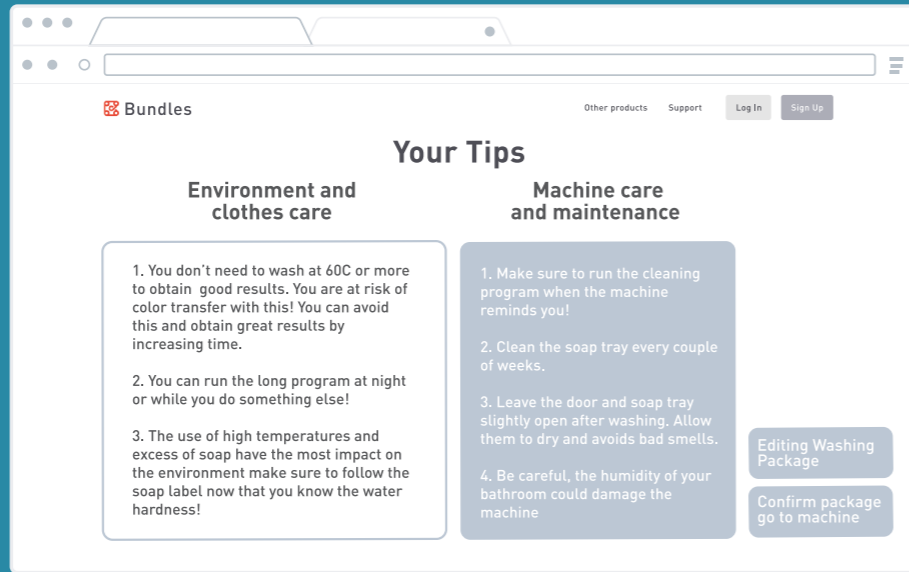 Bundles
Other products
Support
Log In
Sign Up
Your Tips
Environment and
clothes care
1. You don't need to wash at 60C or more
to obtain good results. You are at risk of
color transfer with this! You can avoid
this and obtain great results by
increasing time.
2. You can run the long program at night
or while you do something else!
3. The use of high temperatures and
excess of soap have the most impact on
the environment make sure to follow the
soap label now that you know the water
hardness!
Machine care
and maintenance
1. Make sure to run the cleaning
program when the machine
reminds you!
2. Clean the soap tray every couple
of weeks.
3. Leave the door and soap tray
slightly open after washing. Allow
them to dry and avoids bad smells.
4. Be careful, the humidity of your
bathroom could damage the
machine
Editing Washing
Package
Confirm package
go to machine